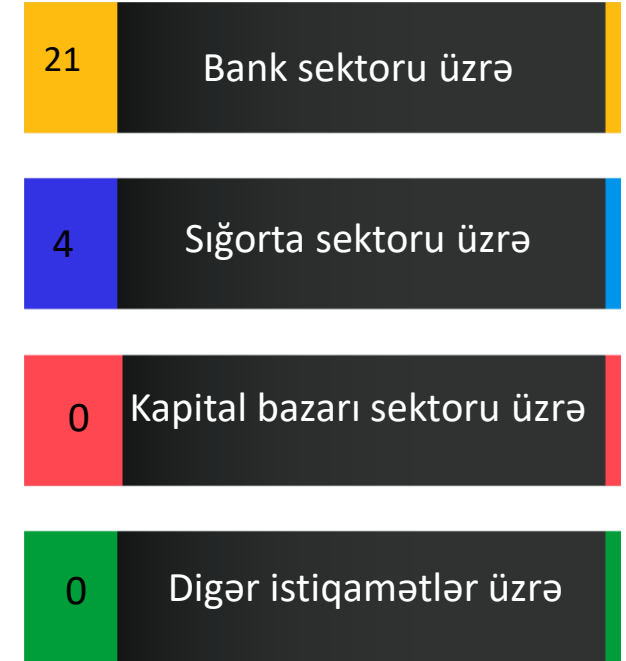 21 Bank sektoru üzrə
4 Sığorta sektoru üzrə
0 Kapital bazarı sektoru üzrə
0 Digər istiqamətlər üzrə